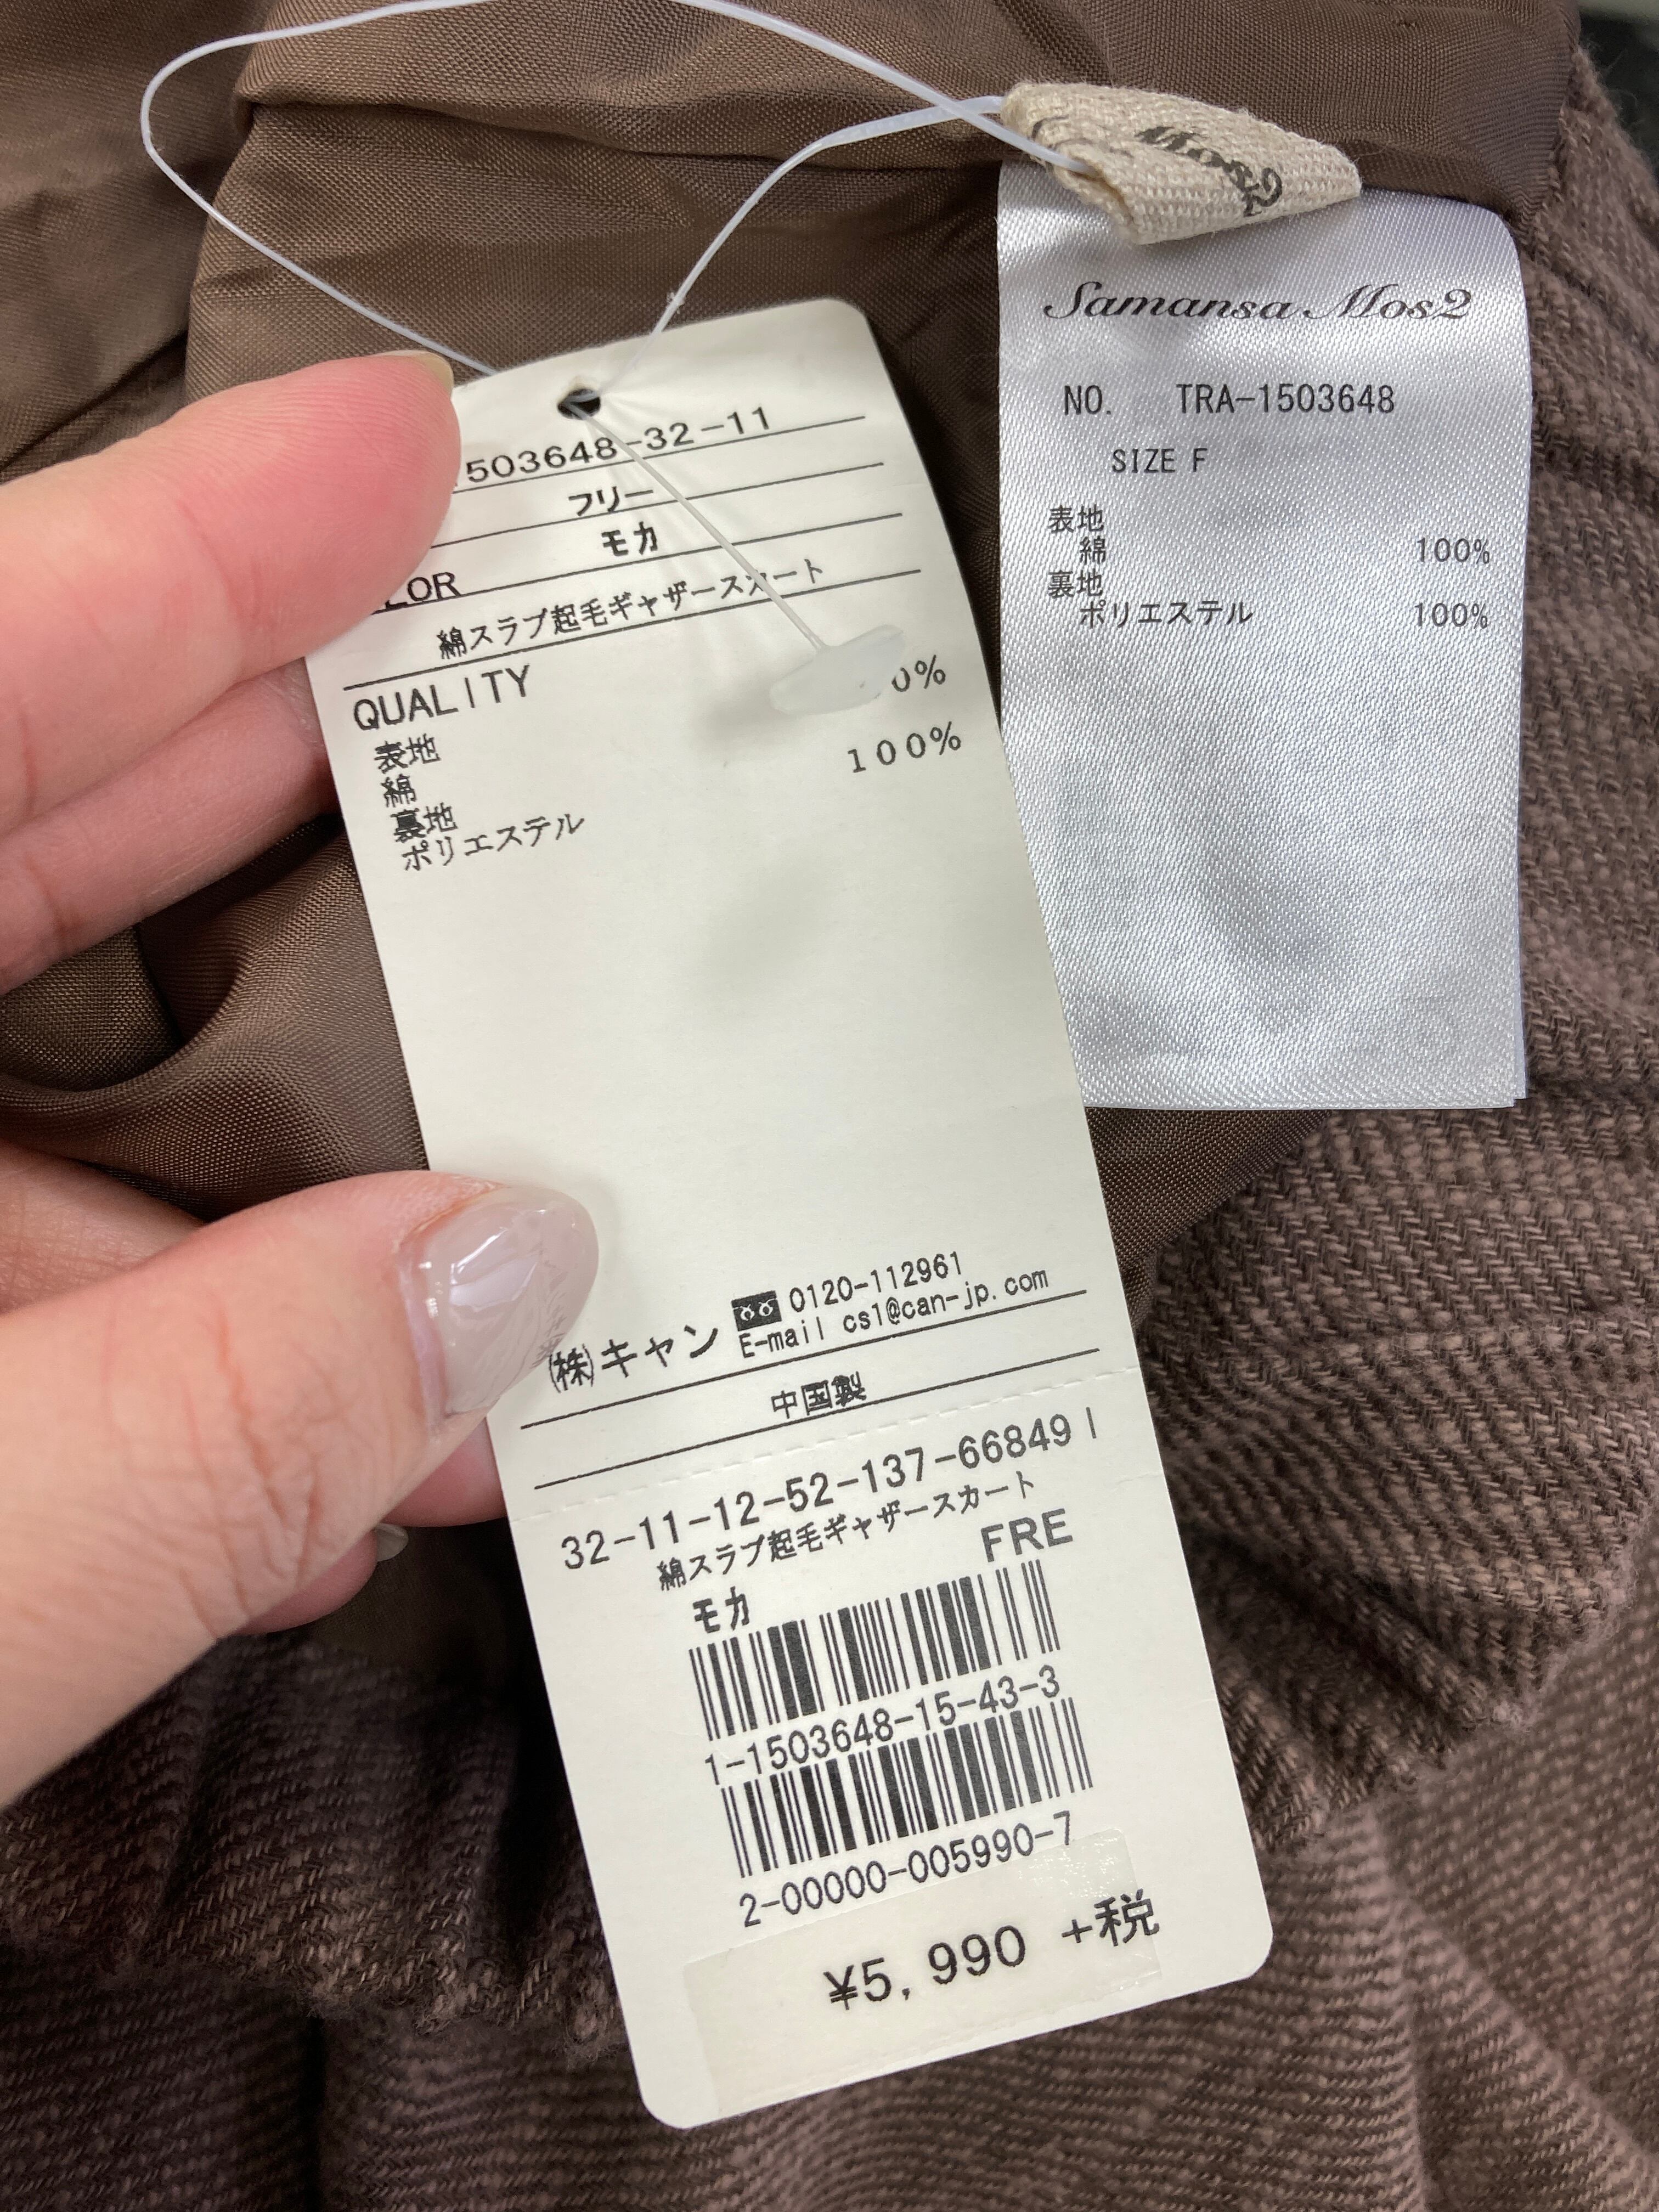 Mos2
Samansa Mos2
NO. TRA-1503648
SIZE F
表地
綿 100%
裏地
ポリエステル 100%
503648-32-11
フリー
モカ
LOR
綿スラブ起毛ギャザースカート
QUALITY
0%
100%
表地
綿
裏地
ポリエステル
㈱キャン 0120-112961
E-mail cs1@can-jp.com
中国製
32-11-12-52-137-66849 I
綿スラブ起毛ギャザースカート
FRE
モカ
1-1503648-15-43-3
2-00000-005990-7
¥5,990 +税